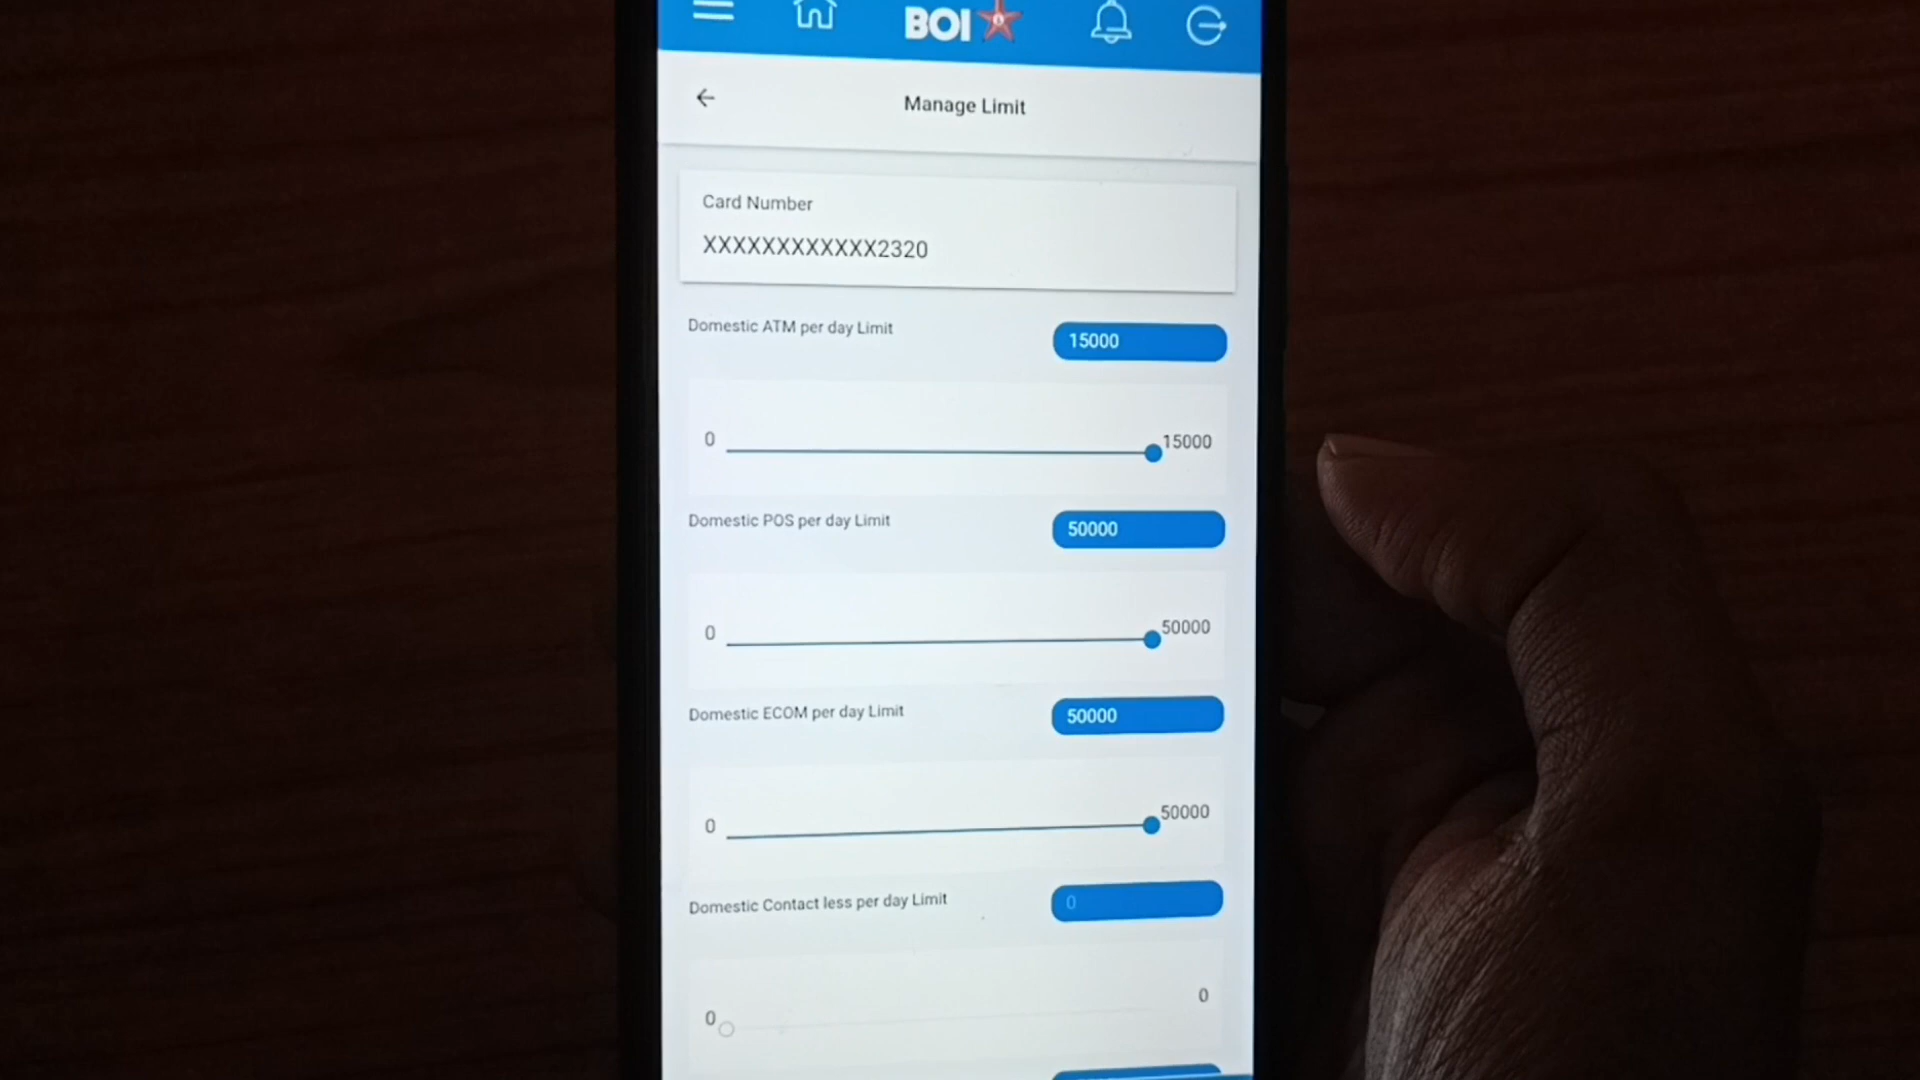 BOI
Manage Limit
Card Number
XXXXXXXXXXXX2320
Domestic ATM per day Limit
15000
0
15000
Domestic POS per day Limit
50000
0
50000
Domestic ECOM per day Limit
50000
0
50000
Domestic Contact less per day Limit
0
0
0